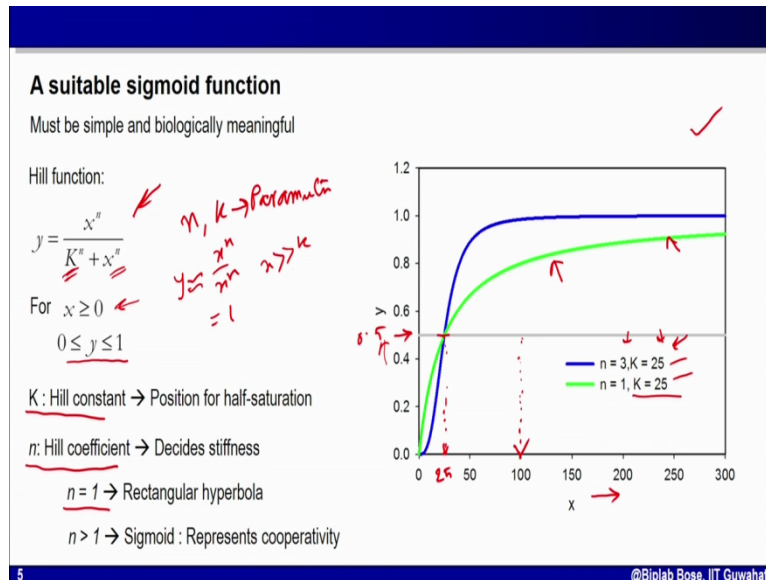 A suitable sigmoid function
Must be simple and biologically meaningful
Hill function:
y = x^n / (K^n + x^n)
n, K → Parameters
y ≈ x^n / x^n x >> K
= 1
For x ≥ 0
0 ≤ y ≤ 1
K : Hill constant → Position for half-saturation
n: Hill coefficient → Decides stiffness
n = 1 → Rectangular hyperbola
n > 1 → Sigmoid : Represents cooperativity
1.2
1.0
0.8
0.6
0.5
0.4
0.2
0.0
y
n = 3,K = 25
n = 1, K = 25
0 25 50 100 150 200 250 300
x
5
@Biplab Bose, IIT Guwahat